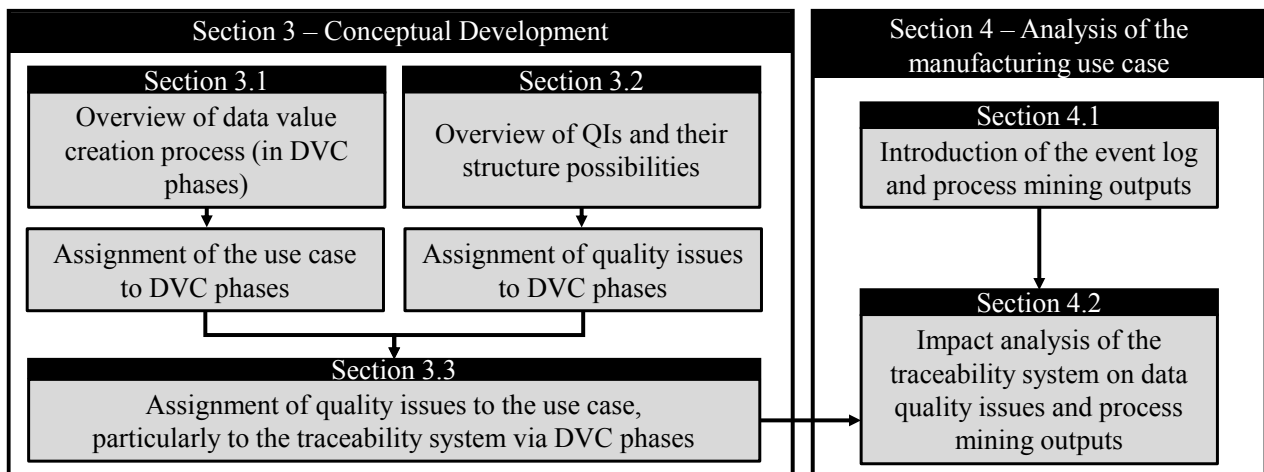 Section 3 – Conceptual Development
Section 3.1
Overview of data value
creation process (in DVC
phases)
Section 3.2
Overview of QIs and their
structure possibilities
Assignment of the use case
to DVC phases
Assignment of quality issues
to DVC phases
Section 3.3
Assignment of quality issues to the use case,
particularly to the traceability system via DVC phases
Section 4 – Analysis of the
manufacturing use case
Section 4.1
Introduction of the event log
and process mining outputs
Section 4.2
Impact analysis of the
traceability system on data
quality issues and process
mining outputs